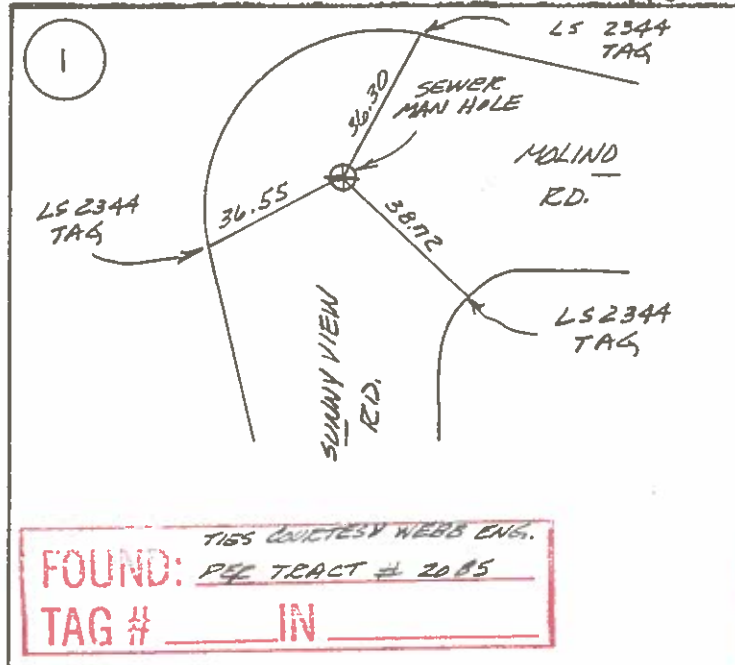 1
LS 2344
TAG
SEWER
MAN HOLE
36.30
MOLINO
RD.
LS 2344
TAG
36.55
38.72
LS 2344
TAG
SUNNY VIEW
RD.
TIES COURTESY WEBB ENG.
FOUND: PER TRACT # 20
TAG # IN